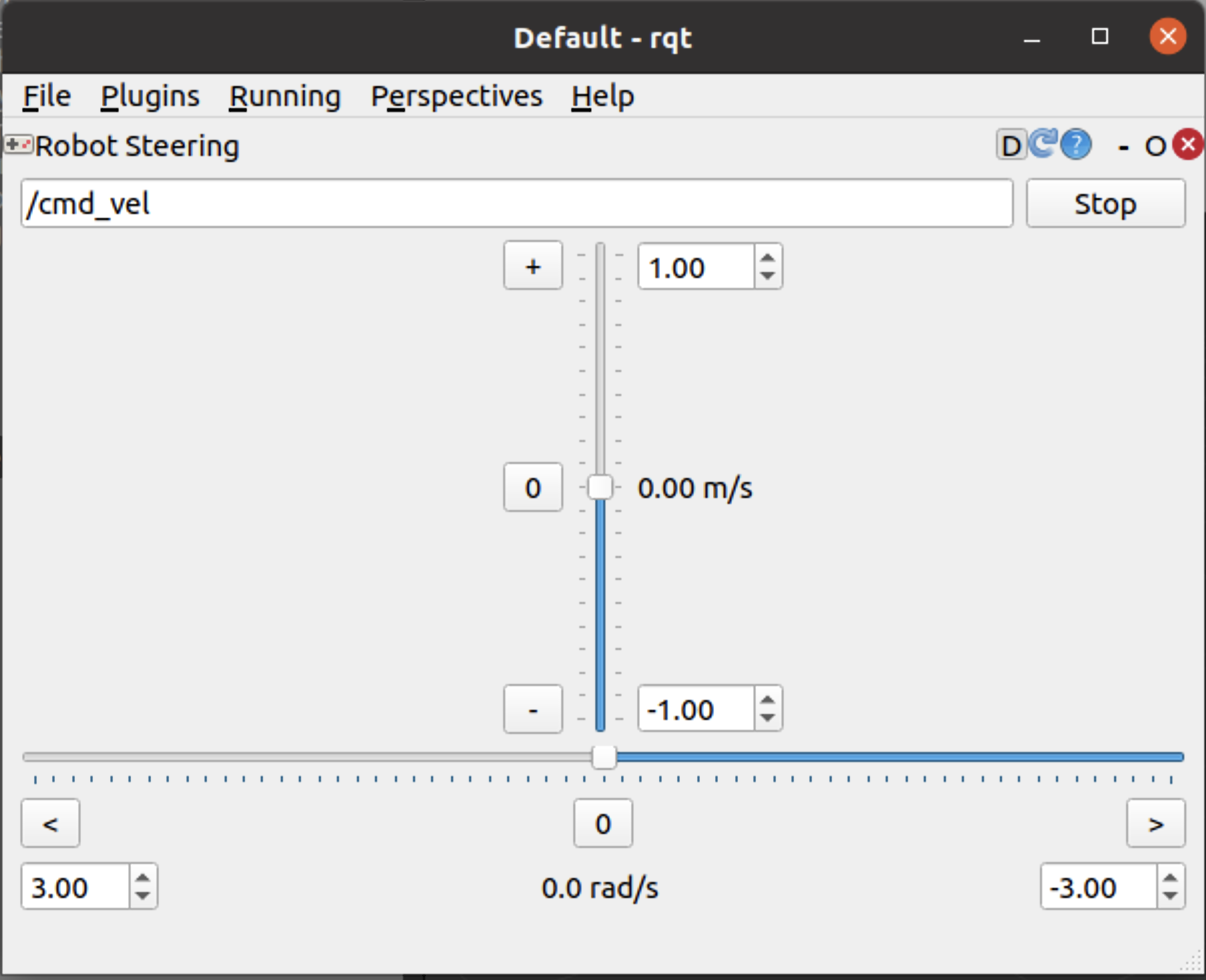 Default - rqt
File Plugins Running Perspectives Help
Robot Steering D ? - O
/cmd_vel Stop
+ 1.00
0 0.00 m/s
- -1.00
< 0 >
3.00 0.0 rad/s -3.00